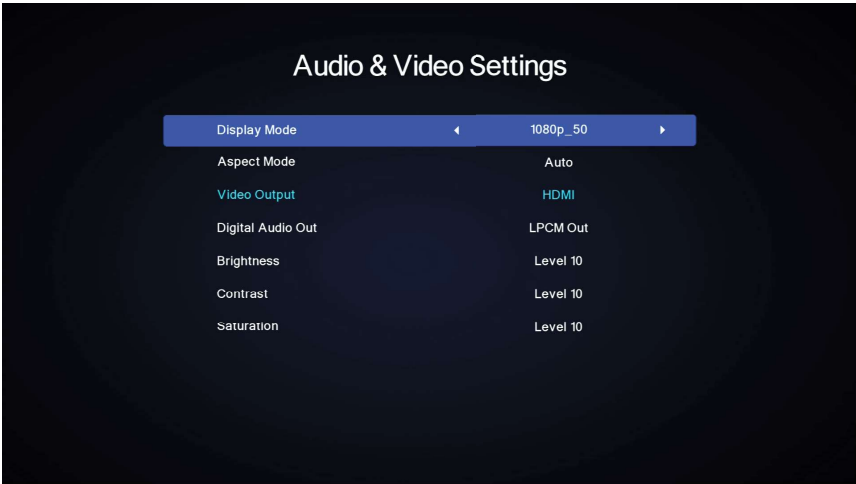 Audio & Video Settings
Display Mode 1080p_50
Aspect Mode Auto
Video Output HDMI
Digital Audio Out LPCM Out
Brightness Level 10
Contrast Level 10
Saturation Level 10